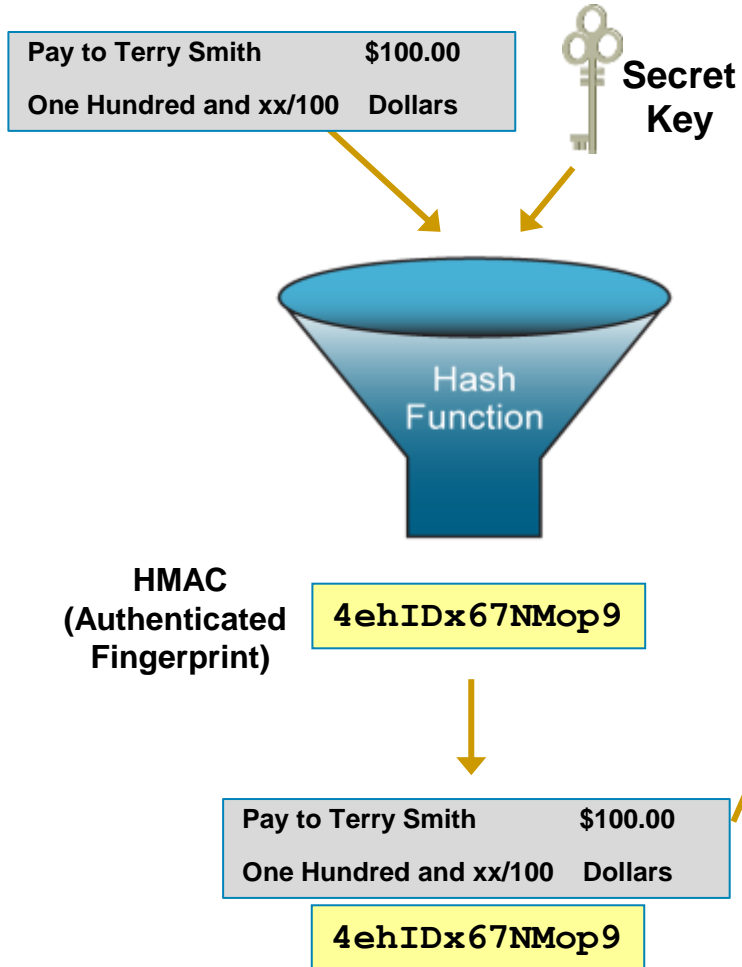 Pay to Terry Smith $100.00
One Hundred and xx/100 Dollars
Secret
Key
Hash
Function
HMAC
(Authenticated
Fingerprint)
4ehIDx67NMop9
Pay to Terry Smith $100.00
One Hundred and xx/100 Dollars
4ehIDx67NMop9